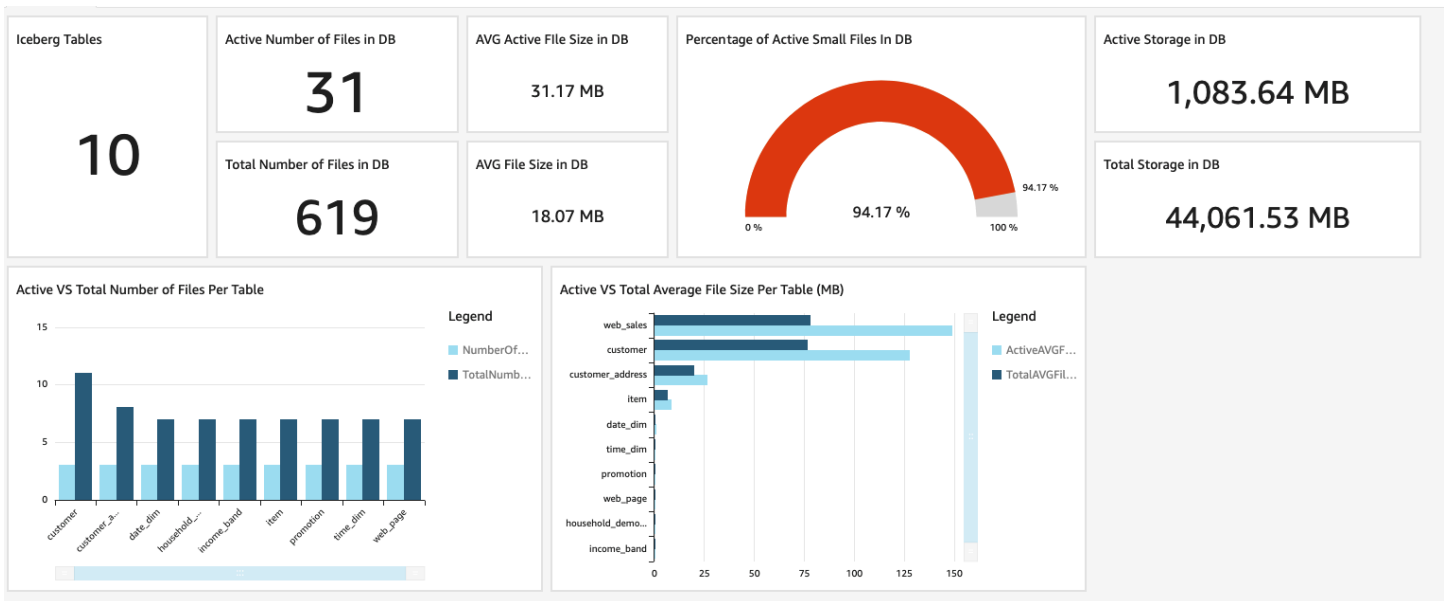 Iceberg Tables
10
Active Number of Files in DB
31
Total Number of Files in DB
619
AVG Active FIle Size in DB
31.17 MB
AVG File Size in DB
18.07 MB
Percentage of Active Small Files In DB
94.17 %
94.17 %
0 %
100 %
Active Storage in DB
1,083.64 MB
Total Storage in DB
44,061.53 MB
Active VS Total Number of Files Per Table
15
10
5
0
customer
customer_a...
date_dim
household_...
income_band
item
promotion
time_dim
web_page
Legend
NumberOf...
TotalNumb...
Active VS Total Average File Size Per Table (MB)
web_sales
customer
customer_address
item
date_dim
time_dim
promotion
web_page
household_demo...
income_band
0 25 50 75 100 125 150
Legend
ActiveAVGF...
TotalAVGFil...